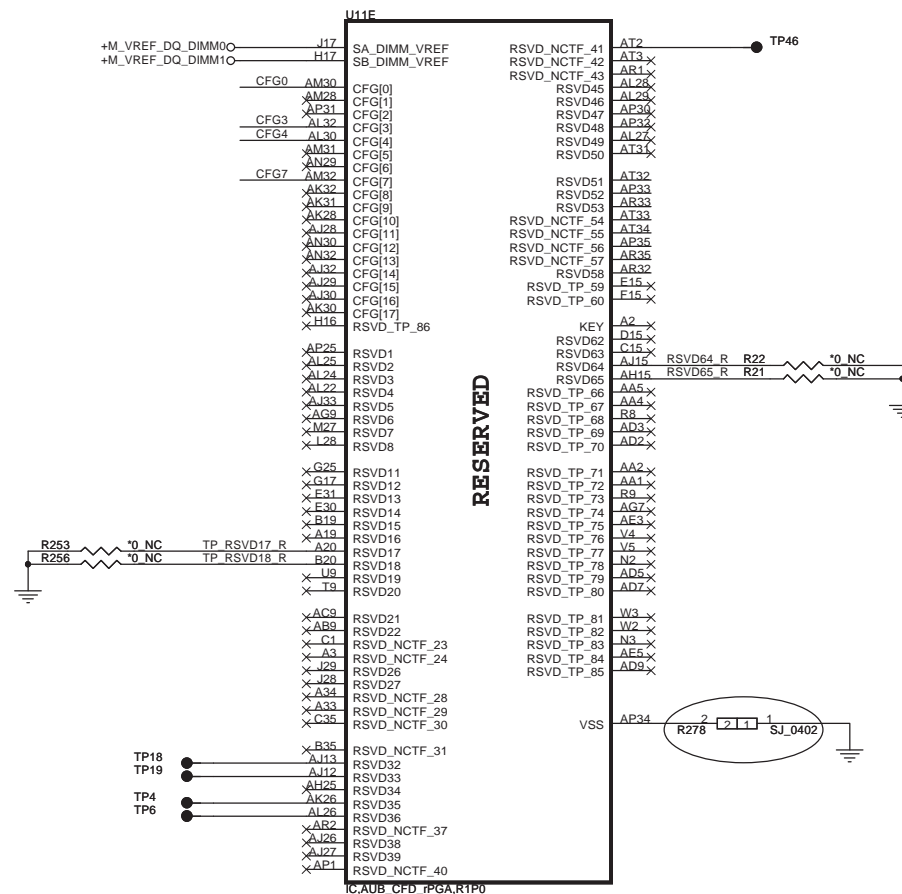 U11E
+M_VREF_DQ_DIMM0 J17 SA_DIMM_VREF RSVD_NCTF_41 AT2 TP46
+M_VREF_DQ_DIMM1 H17 SB_DIMM_VREF RSVD_NCTF_42 AT3
RSVD_NCTF_43 AR1
CFG0 AM30 CFG[0] RSVD45 AL28
AM28 CFG[1] RSVD46 AL29
AP31 CFG[2] RSVD47 AP30
CFG3 AL32 CFG[3] RSVD48 AP32
CFG4 AL30 CFG[4] RSVD49 AL27
AM31 CFG[5] RSVD50 AT31
AN29 CFG[6]
CFG7 AM32 CFG[7] RSVD51 AT32
AK32 CFG[8] RSVD52 AP33
AK31 CFG[9] RSVD53 AR33
AK28 CFG[10] RSVD_NCTF_54 AT33
AJ28 CFG[11] RSVD_NCTF_55 AT34
AN30 CFG[12] RSVD_NCTF_56 AP35
AN32 CFG[13] RSVD_NCTF_57 AR35
AJ32 CFG[14] RSVD58 AR32
AJ29 CFG[15] RSVD_TP_59 E15
AJ30 CFG[16] RSVD_TP_60 F15
AK30 CFG[17]
H16 RSVD_TP_86 KEY A2
RSVD62 D15
AP25 RSVD1 RSVD63 C15
AL25 RSVD2 RSVD64 AJ15 RSVD64_R R22 *0_NC
AL24 RSVD3 RSVD65 AH15 RSVD65_R R21 *0_NC
AL22 RSVD4 RSVD_TP_66 AA5
AJ33 RSVD5 RSVD_TP_67 AA4
AG9 RSVD6 RSVD_TP_68 R8
M27 RSVD7 RSVD_TP_69 AD3
L28 RSVD8 RSVD_TP_70 AD2
RESERVED
G25 RSVD11 RSVD_TP_71 AA2
G17 RSVD12 RSVD_TP_72 AA1
E31 RSVD13 RSVD_TP_73 R9
E30 RSVD14 RSVD_TP_74 AG7
B19 RSVD15 RSVD_TP_75 AE3
A19 RSVD16 RSVD_TP_76 V4
R253 *0_NC TP_RSVD17_R A20 RSVD17 RSVD_TP_77 V5
R256 *0_NC TP_RSVD18_R B20 RSVD18 RSVD_TP_78 N2
U9 RSVD19 RSVD_TP_79 AD5
T9 RSVD20 RSVD_TP_80 AD7
AC9 RSVD21 RSVD_TP_81 W3
AB9 RSVD22 RSVD_TP_82 W2
C1 RSVD_NCTF_23 RSVD_TP_83 N3
A3 RSVD_NCTF_24 RSVD_TP_84 AE5
J29 RSVD26 RSVD_TP_85 AD9
J28 RSVD27
A34 RSVD_NCTF_28
A33 RSVD_NCTF_29
C35 RSVD_NCTF_30 VSS AP34 2 2 1 1
R278 SJ_0402
B35 RSVD_NCTF_31
TP18 AJ13 RSVD32
TP19 AJ12 RSVD33
AH25 RSVD34
TP4 AK26 RSVD35
TP6 AL26 RSVD36
AR2 RSVD_NCTF_37
AJ26 RSVD38
AJ27 RSVD39
AP1 RSVD_NCTF_40
IC,AUB_CFD_rPGA,R1P0